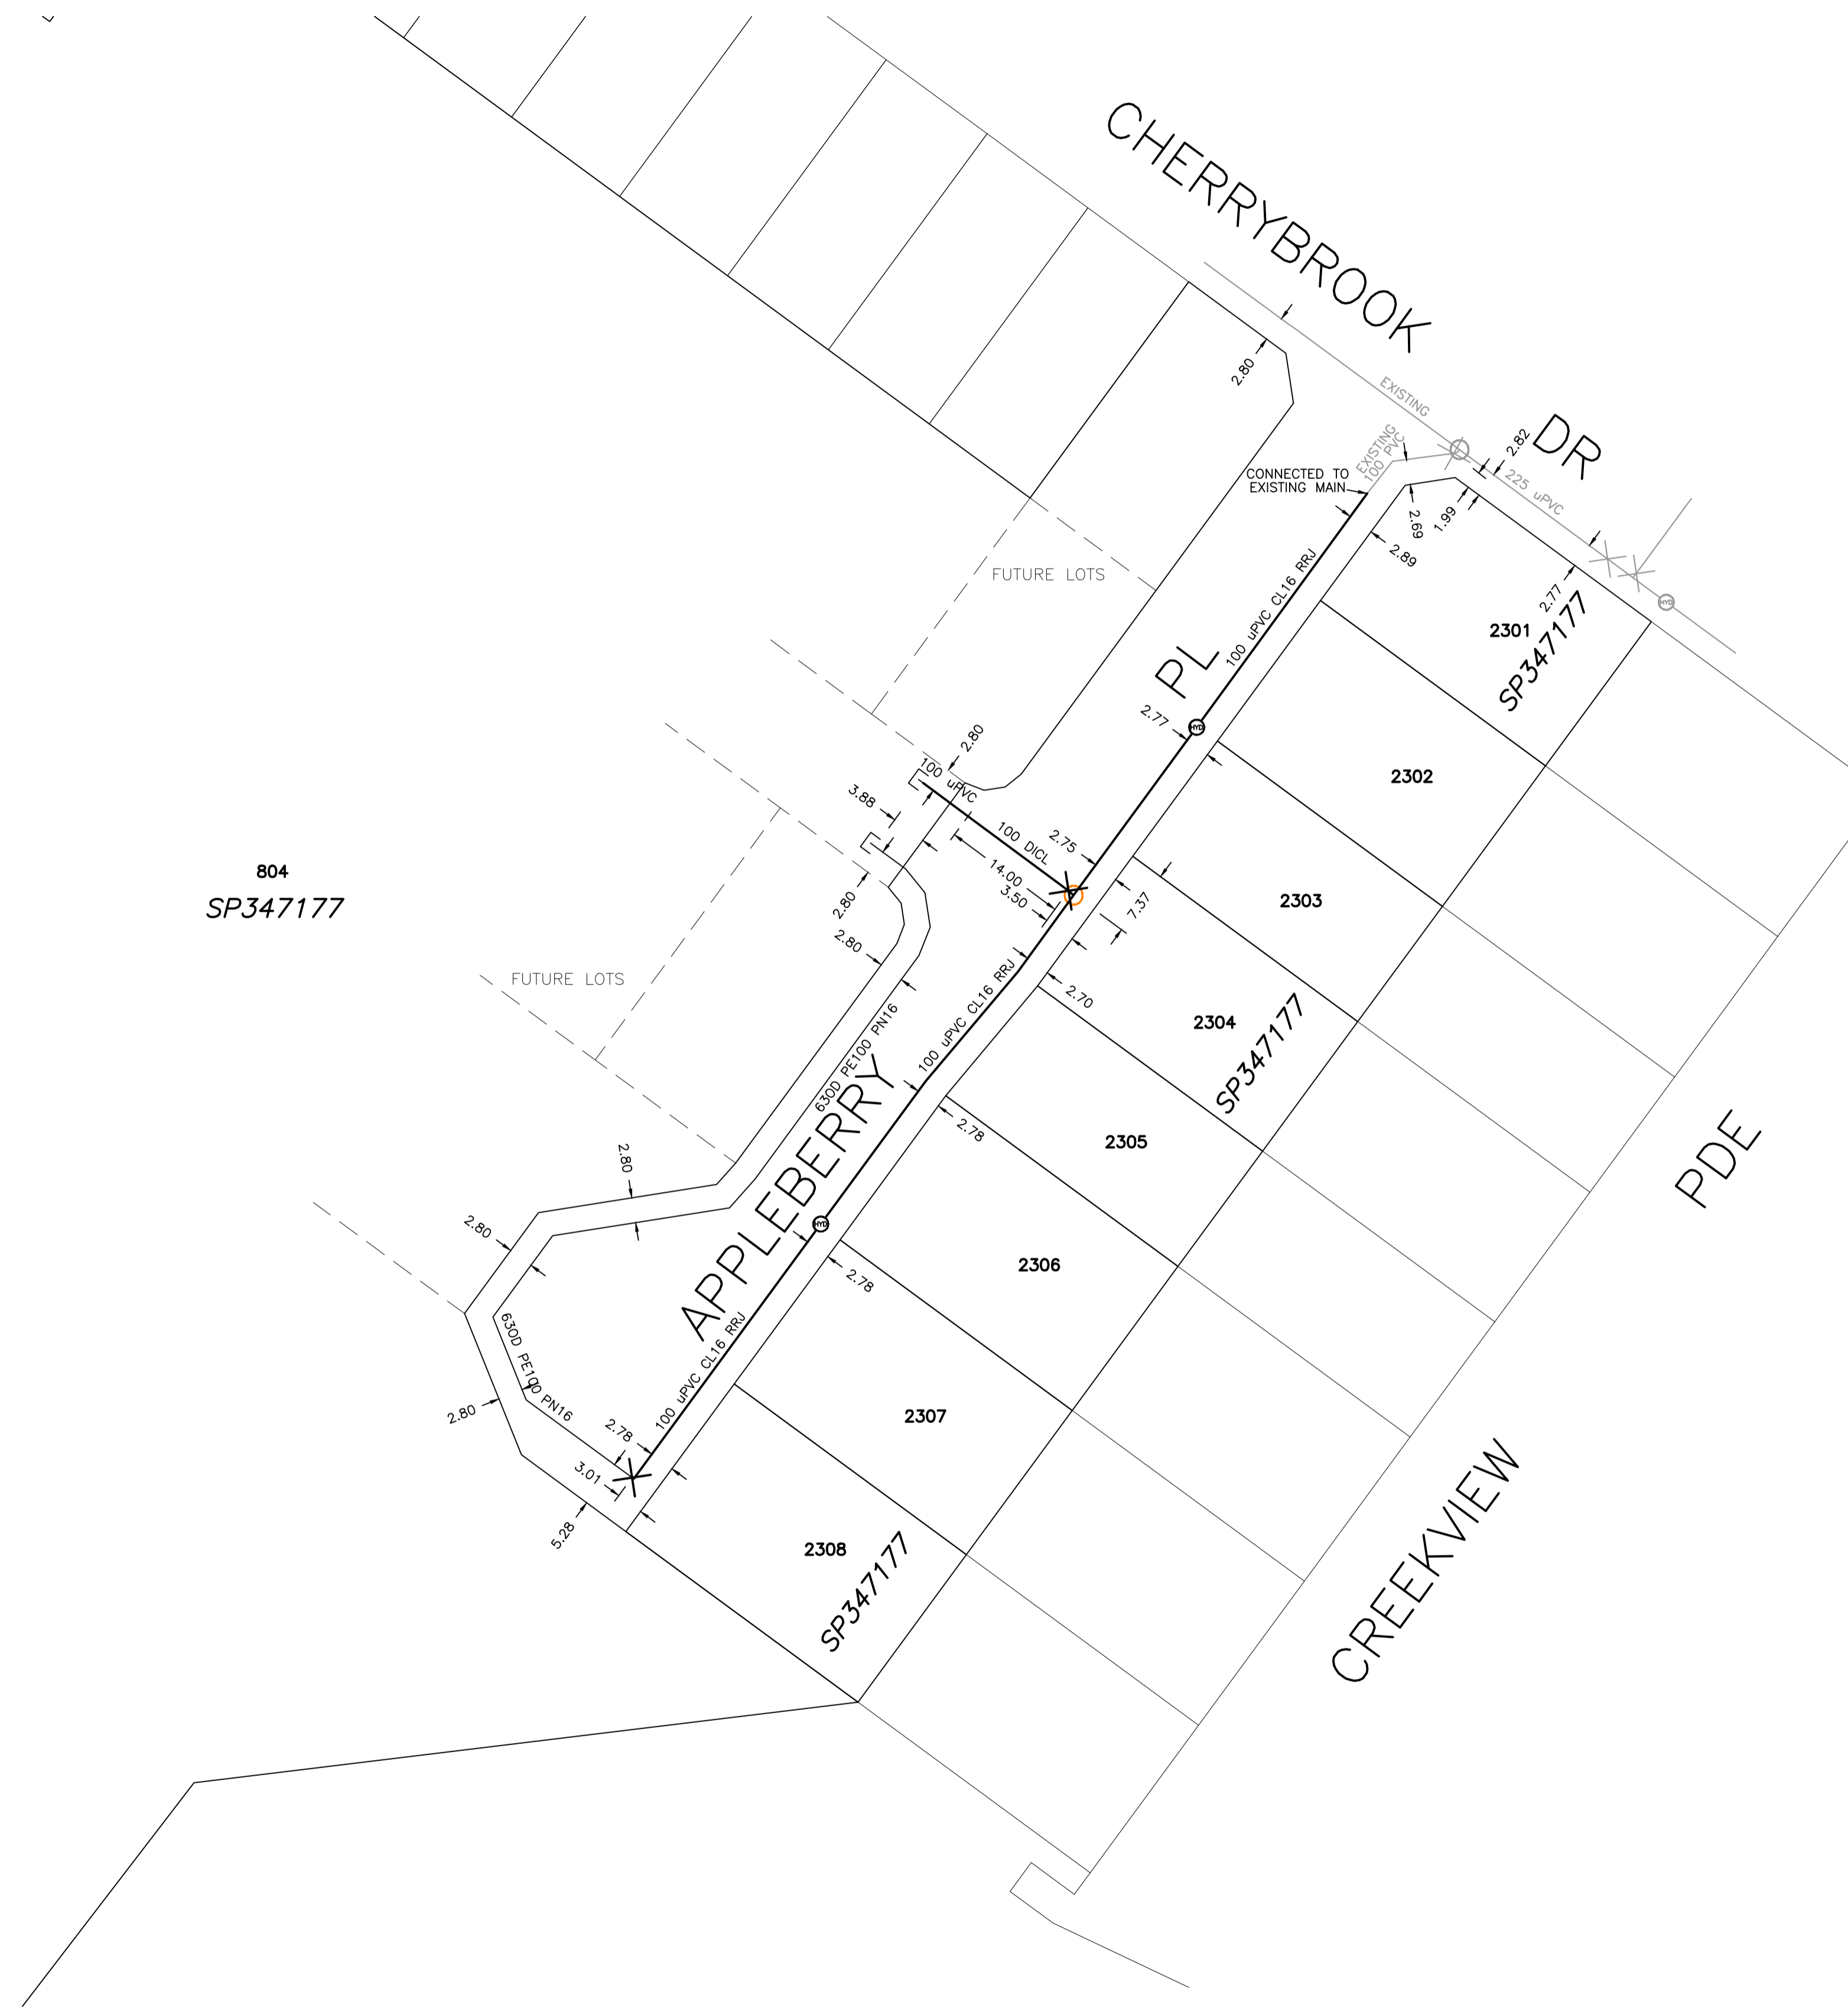 CHERRYBROOK
DR
2.80
EXISTING
EXISTING
100 PVC
2.82
CONNECTED TO
EXISTING MAIN
225 uPVC
1.99
2.69
2.89
FUTURE LOTS
100 uPVC CL16 RRJ
2.77
HYD
2301
SP347177
PL
HYD
2.77
2302
2.80
100 uPVC
3.88
100 DICL
2.75
14.00
3.50
804
SP347177
2.80
7.37
2303
2.80
FUTURE LOTS
100 uPVC CL16 RRJ
2.70
2304
SP347177
63OD PE100 PN16
APPLEBERRY
2.78
2305
2.80
PDE
2.80
HYD
2306
2.78
63OD PE100 PN16
100 uPVC CL16 RRJ
2.80
2.78
2307
3.01
5.28
2308
SP347177
CREEKVIEW